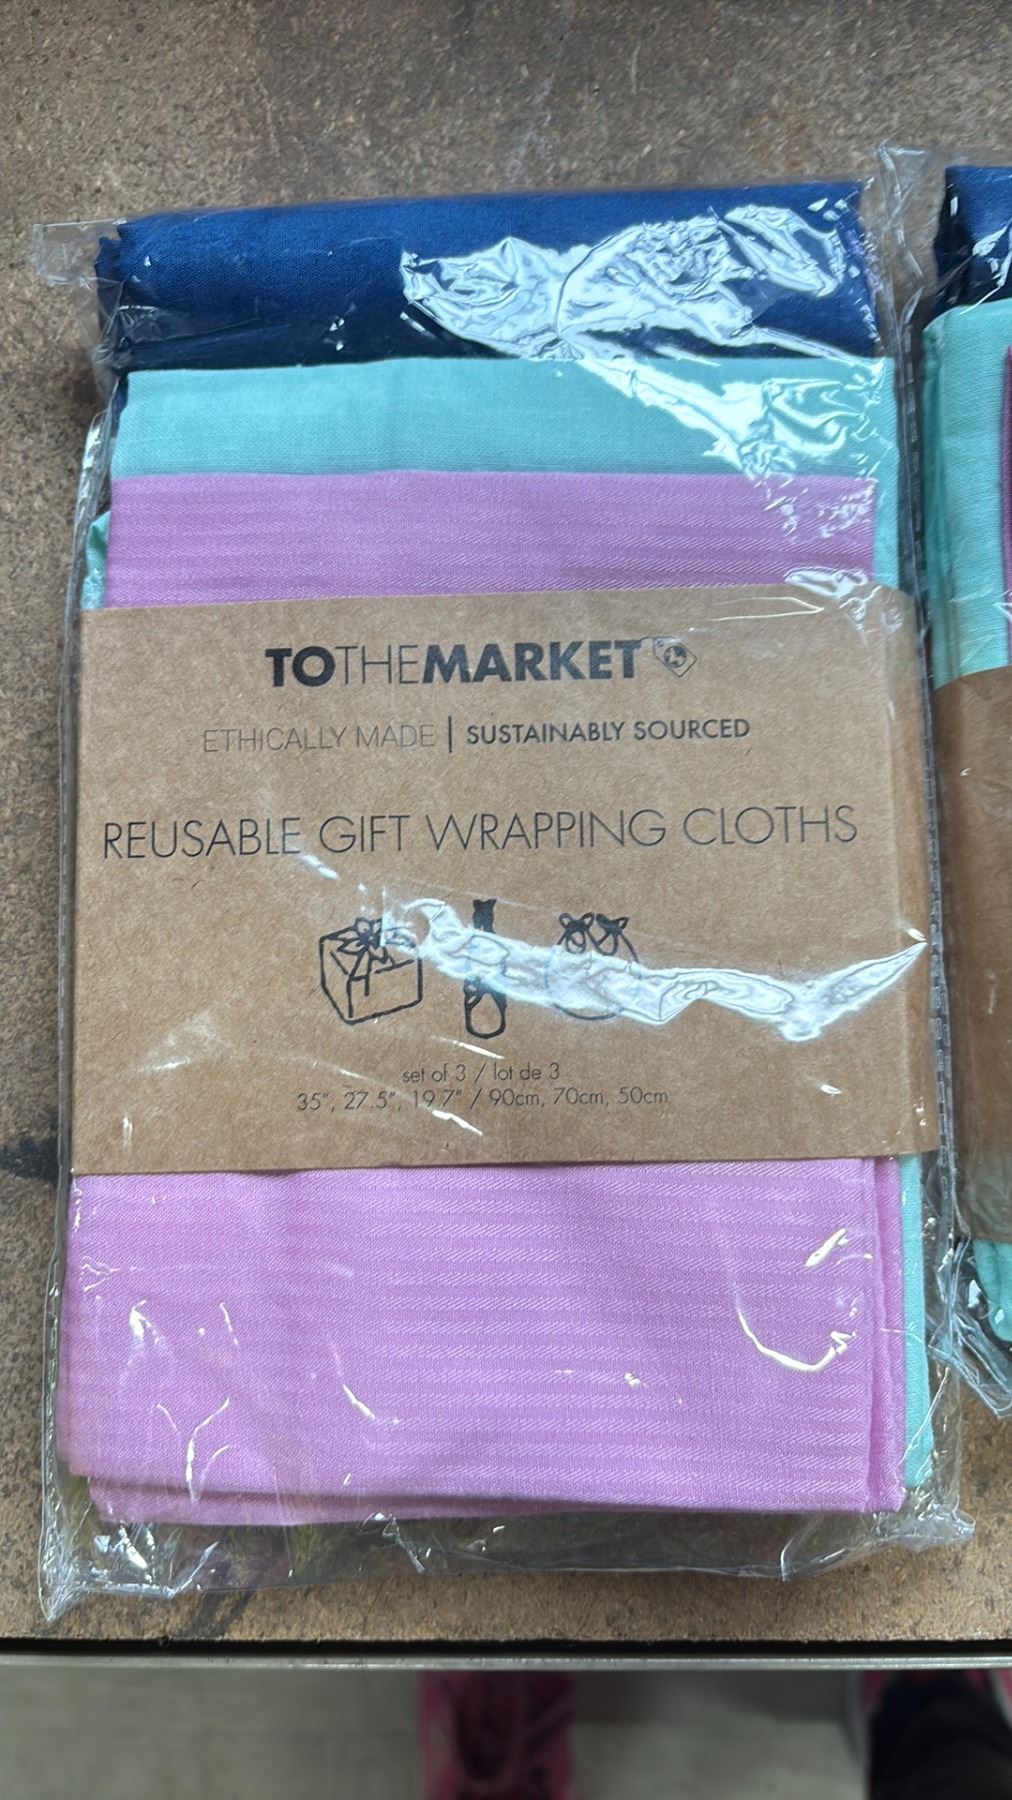 TOTHEMARKET
ETHICALLY MADE | SUSTAINABLY SOURCED
REUSABLE GIFT WRAPPING CLOTHS
set of 3 / lot de 3
35", 27.5", 19.7" / 90cm, 70cm, 50cm